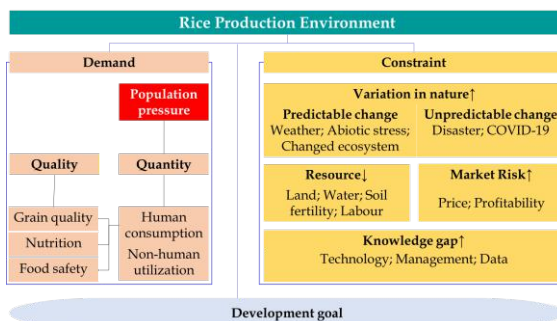 Rice Production Environment
Demand
Population
pressure
Quality
Quantity
Grain quality
Nutrition
Food safety
Human
consumption
Non-human
utilization
Constraint
Variation in nature↑
Predictable change
Weather; Abiotic stress;
Changed ecosystem
Unpredictable change
Disaster; COVID-19
Resource↓
Land; Water; Soil
fertility; Labour
Market Risk↑
Price; Profitability
Knowledge gap↑
Technology; Management; Data
Development goal